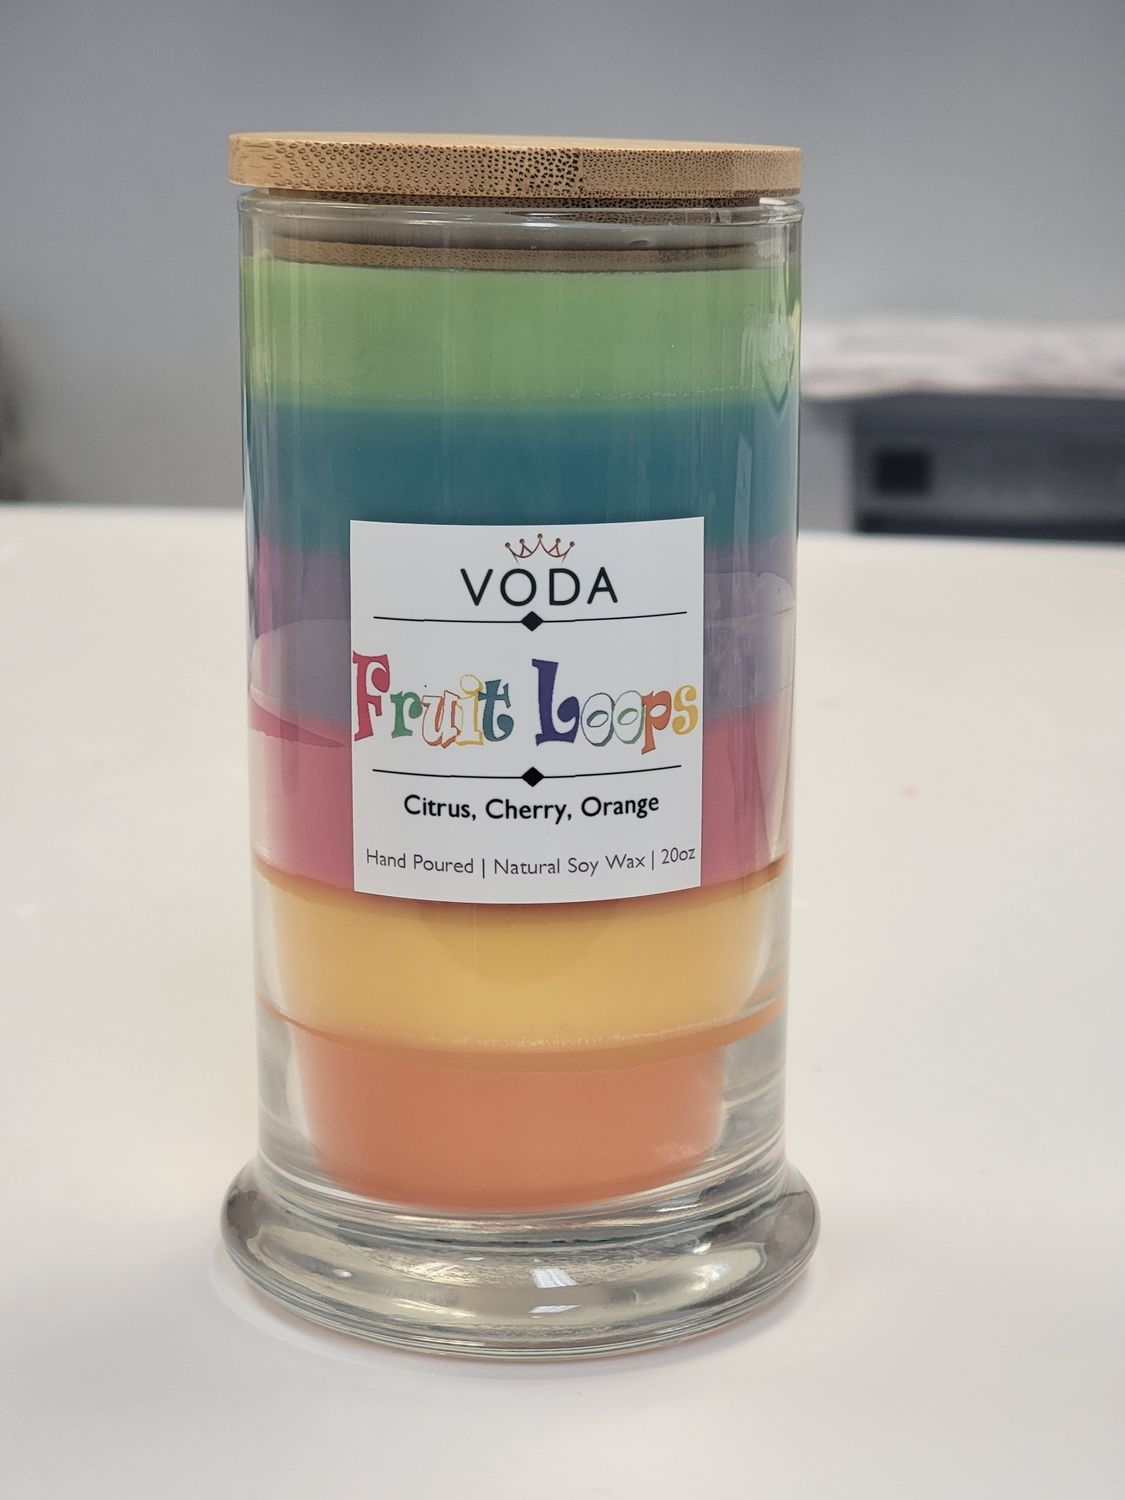 VODA
Fruit Loops
Citrus, Cherry, Orange
Hand Poured | Natural Soy Wax | 20oz